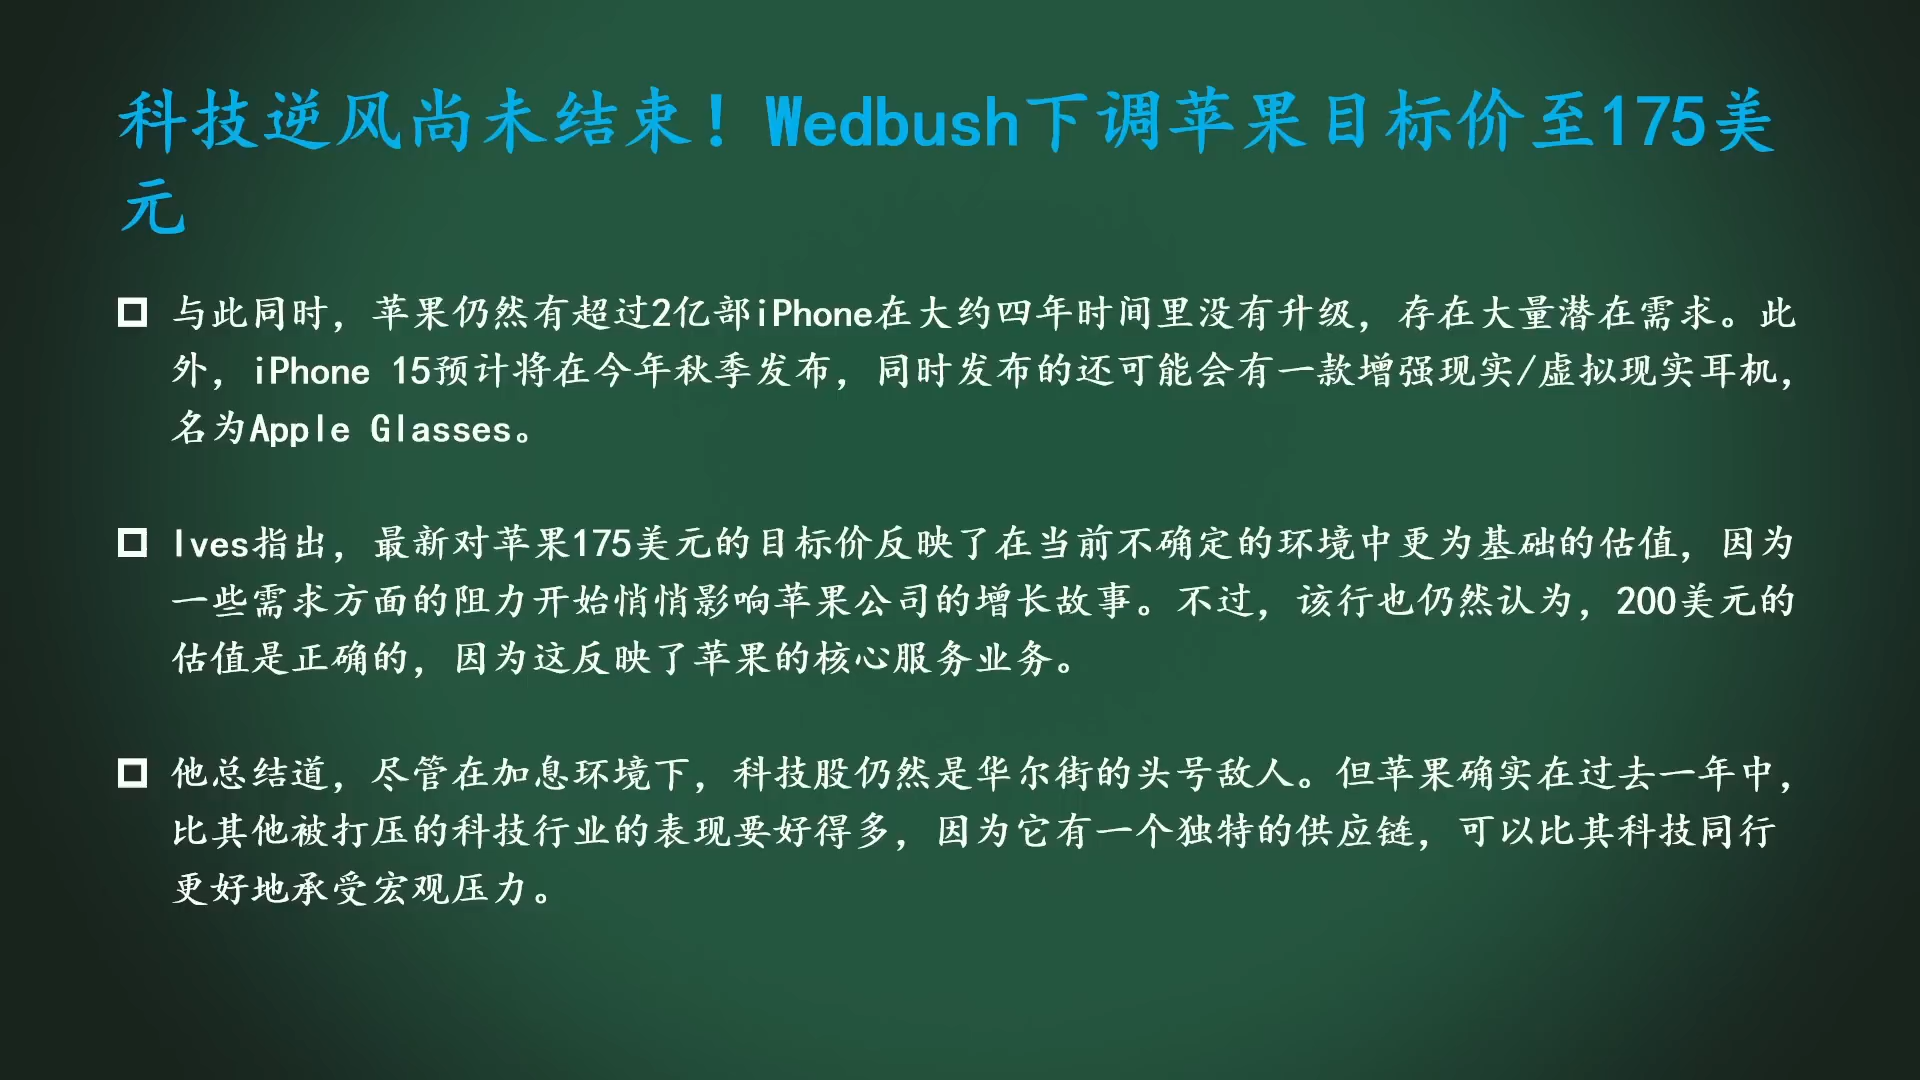 科技逆风尚未结束！Wedbush下调苹果目标价至175美
元
与此同时，苹果仍然有超过2亿部iPhone在大约四年时间里没有升级，存在大量潜在需求。此
外，iPhone 15预计将在今年秋季发布，同时发布的还可能会有一款增强现实/虚拟现实耳机，
名为Apple Glasses。
Ives指出，最新对苹果175美元的目标价反映了在当前不确定的环境中更为基础的估值，因为
一些需求方面的阻力开始悄悄影响苹果公司的增长故事。不过，该行也仍然认为，200美元的
估值是正确的，因为这反映了苹果的核心服务业务。
他总结道，尽管在加息环境下，科技股仍然是华尔街的头号敌人。但苹果确实在过去一年中，
比其他被打压的科技行业的表现要好得多，因为它有一个独特的供应链，可以比其科技同行
更好地承受宏观压力。